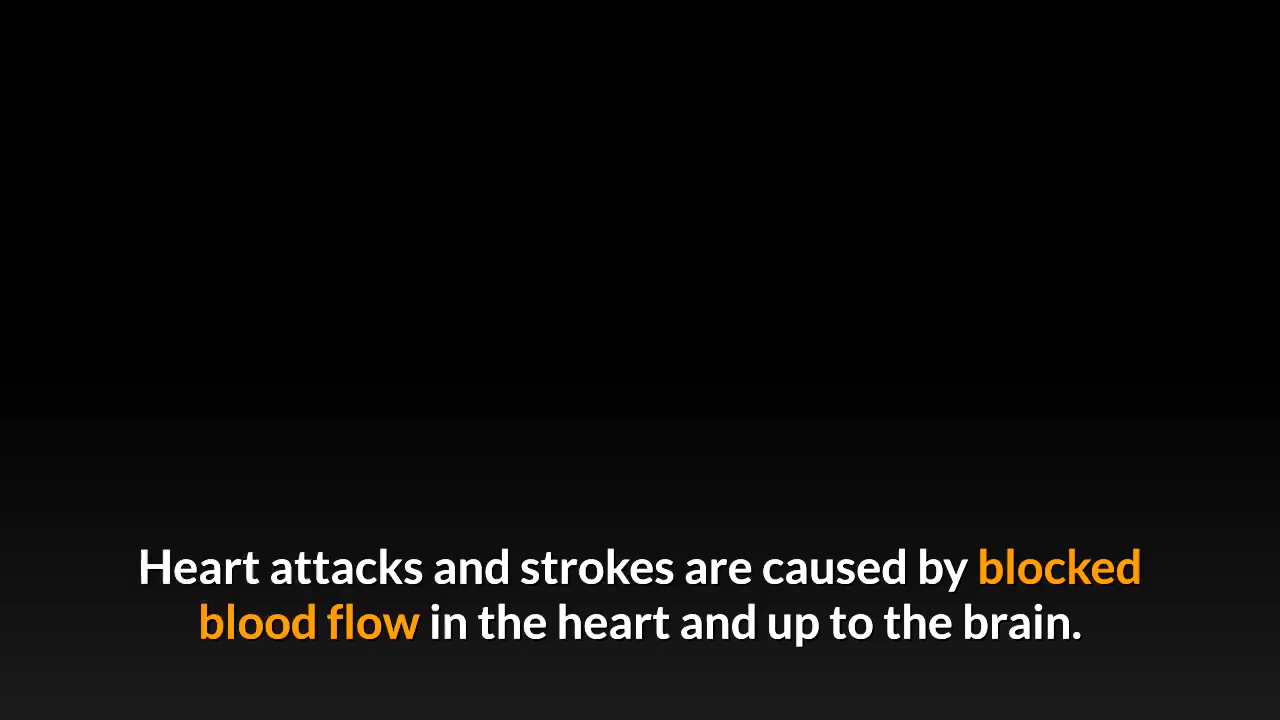 Heart attacks and strokes are caused by blocked
blood flow in the heart and up to the brain.